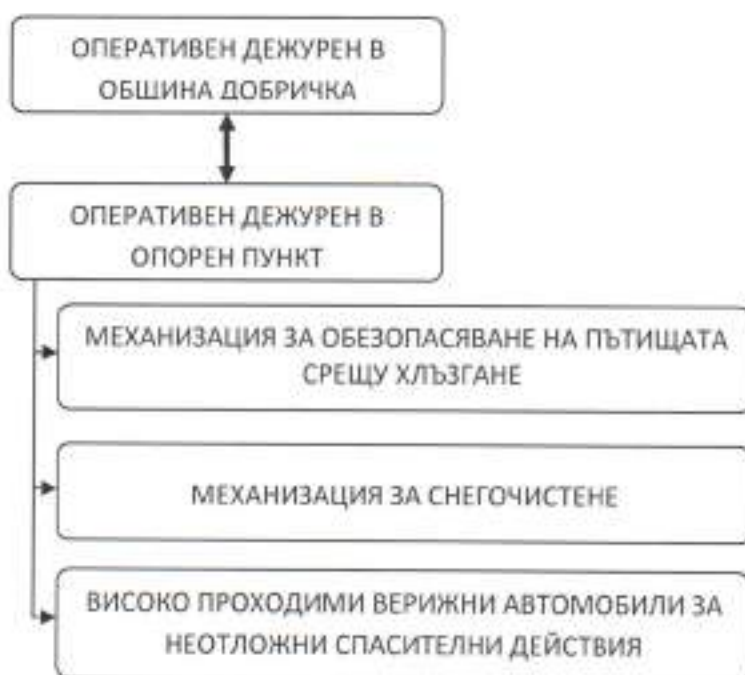 ОПЕРАТИВЕН ДЕЖУРЕН В
ОБЩИНА ДОБРИЧКА
ОПЕРАТИВЕН ДЕЖУРЕН В
ОПОРЕН ПУНКТ
МЕХАНИЗАЦИЯ ЗА ОБЕЗОПАСЯВАНЕ НА ПЪТИЩАТА
СРЕЩУ ХЛЪЗГАНЕ
МЕХАНИЗАЦИЯ ЗА СНЕГОЧИСТЕНЕ
ВИСОКО ПРОХОДИМИ ВЕРИЖНИ АВТОМОБИЛИ ЗА
НЕОТЛОЖНИ СПАСИТЕЛНИ ДЕЙСТВИЯ